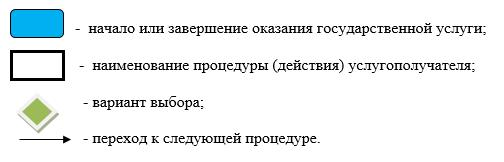 - начало или завершение оказания государственной услуги;
- наименование процедуры (действия) услугополучателя;
- вариант выбора;
- переход к следующей процедуре.